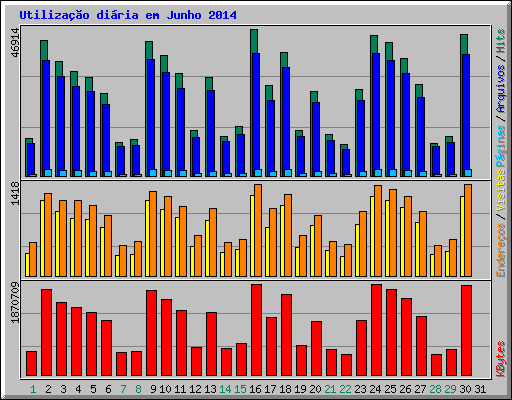 Utilização diária em Junho 2014
46914
1418
1870709
Endereços / Visitas Páginas / Arquivos / Hits
KBytes
1 2 3 4 5 6 7 8 9 10 11 12 13 14 15 16 17 18 19 20 21 22 23 24 25 26 27 28 29 30 31